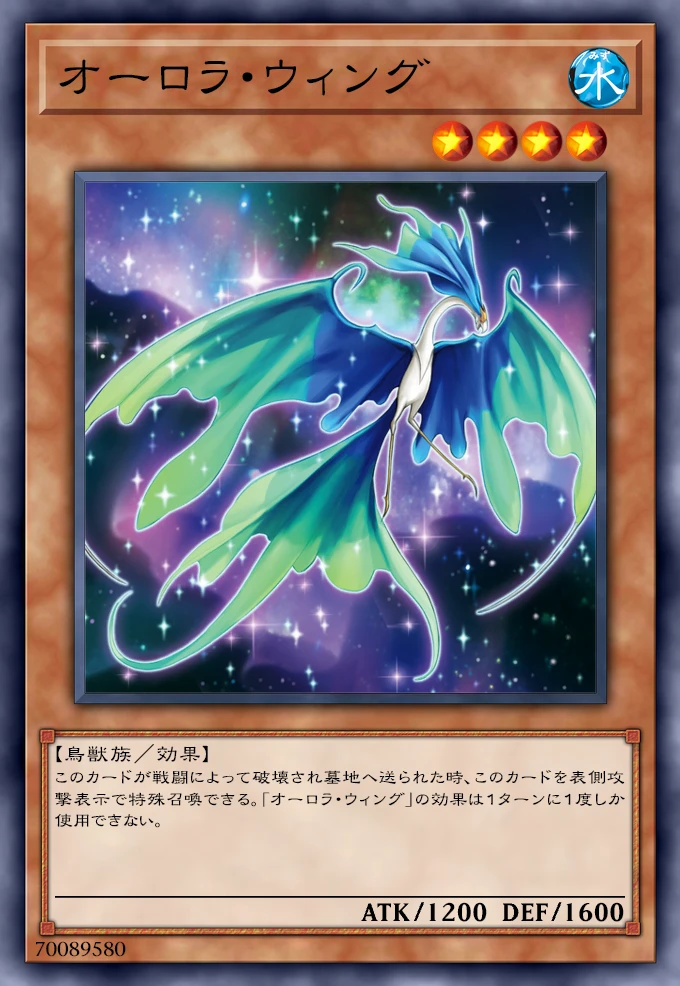 オーロラ・ウィング
みず
水
【鳥獣族／効果】
このカードが戦闘によって破壊され墓地へ送られた時、このカードを表側攻
撃表示で特殊召喚できる。「オーロラ・ウィング」の効果は1ターンに1度しか
使用できない。
ATK/1200 DEF/1600
70089580